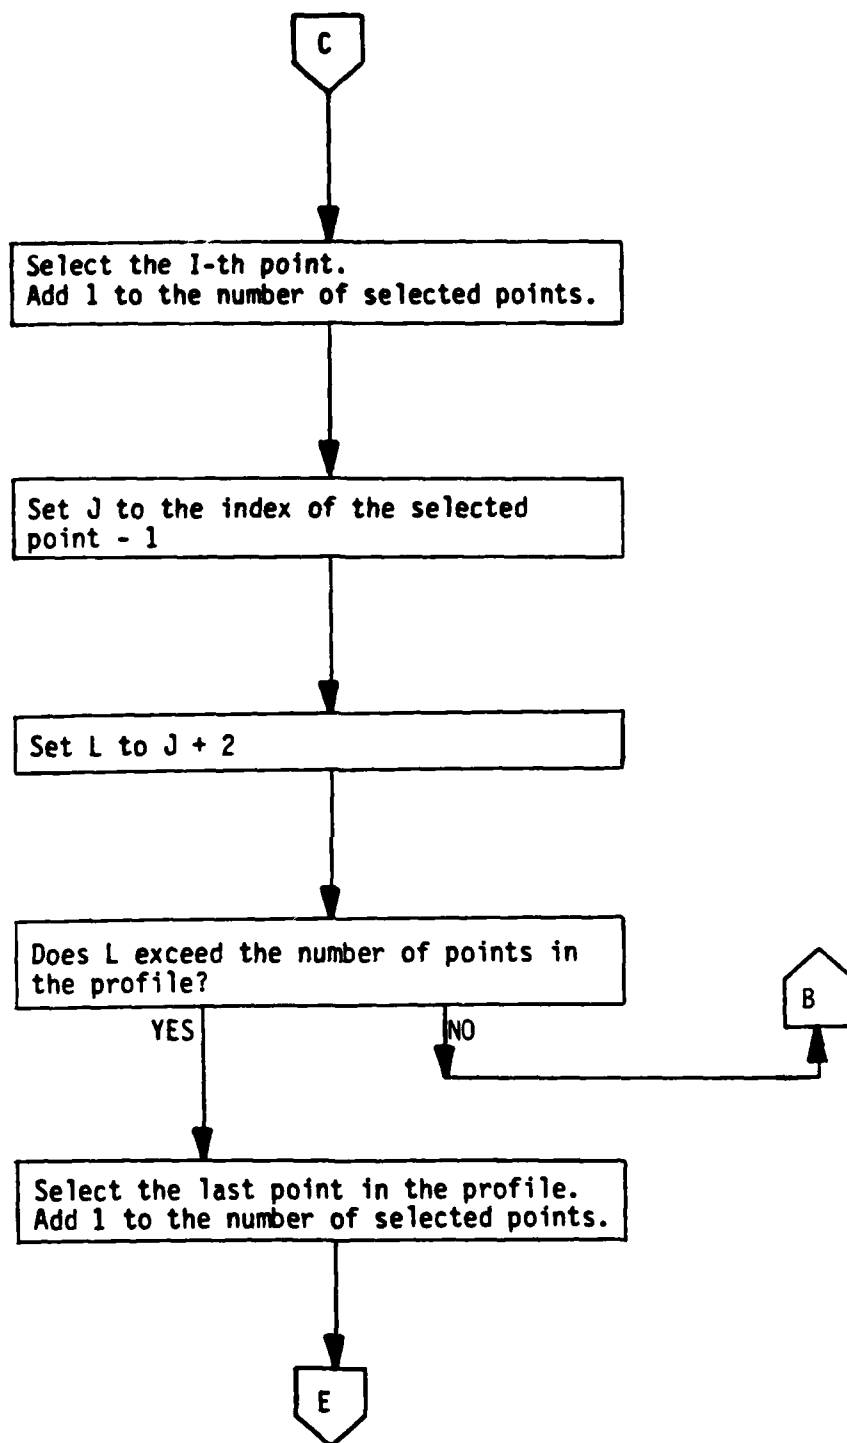 C
Select the I-th point.
Add 1 to the number of selected points.
Set J to the index of the selected
point - 1
Set L to J + 2
Does L exceed the number of points in
the profile?
YES
NO
B
Select the last point in the profile.
Add 1 to the number of selected points.
E